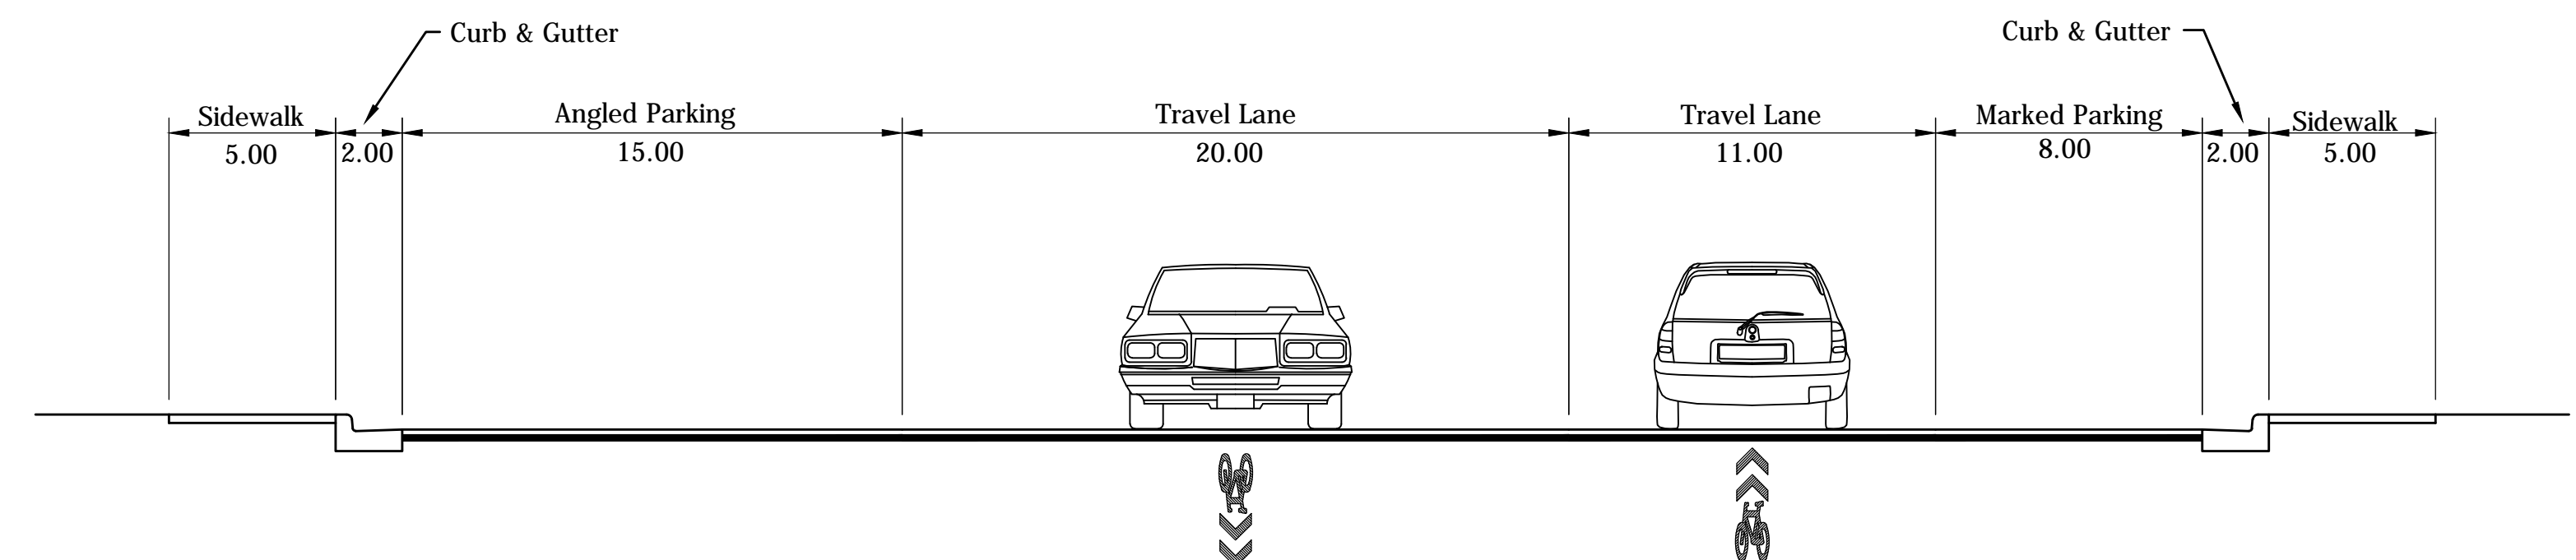 Curb & Gutter
Curb & Gutter
Sidewalk
Angled Parking
Travel Lane
Travel Lane
Marked Parking
Sidewalk
5.00
2.00
15.00
20.00
11.00
8.00
2.00
5.00